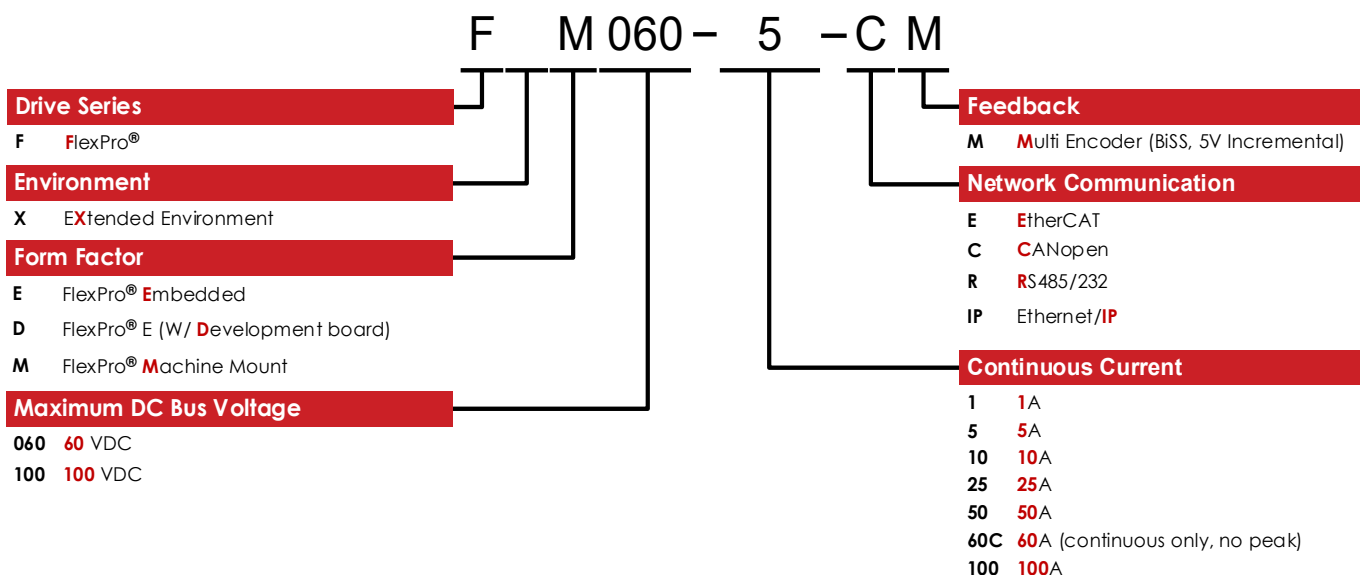 F M 060 – 5 – C M
Drive Series
F FlexPro®
Environment
X EXtended Environment
Form Factor
E FlexPro® Embedded
D FlexPro® E (W/ Development board)
M FlexPro® Machine Mount
Maximum DC Bus Voltage
060 60 VDC
100 100 VDC
Feedback
M Multi Encoder (BiSS, 5V Incremental)
Network Communication
E EtherCAT
C CANopen
R RS485/232
IP Ethernet/IP
Continuous Current
1 1A
5 5A
10 10A
25 25A
50 50A
60C 60A (continuous only, no peak)
100 100A